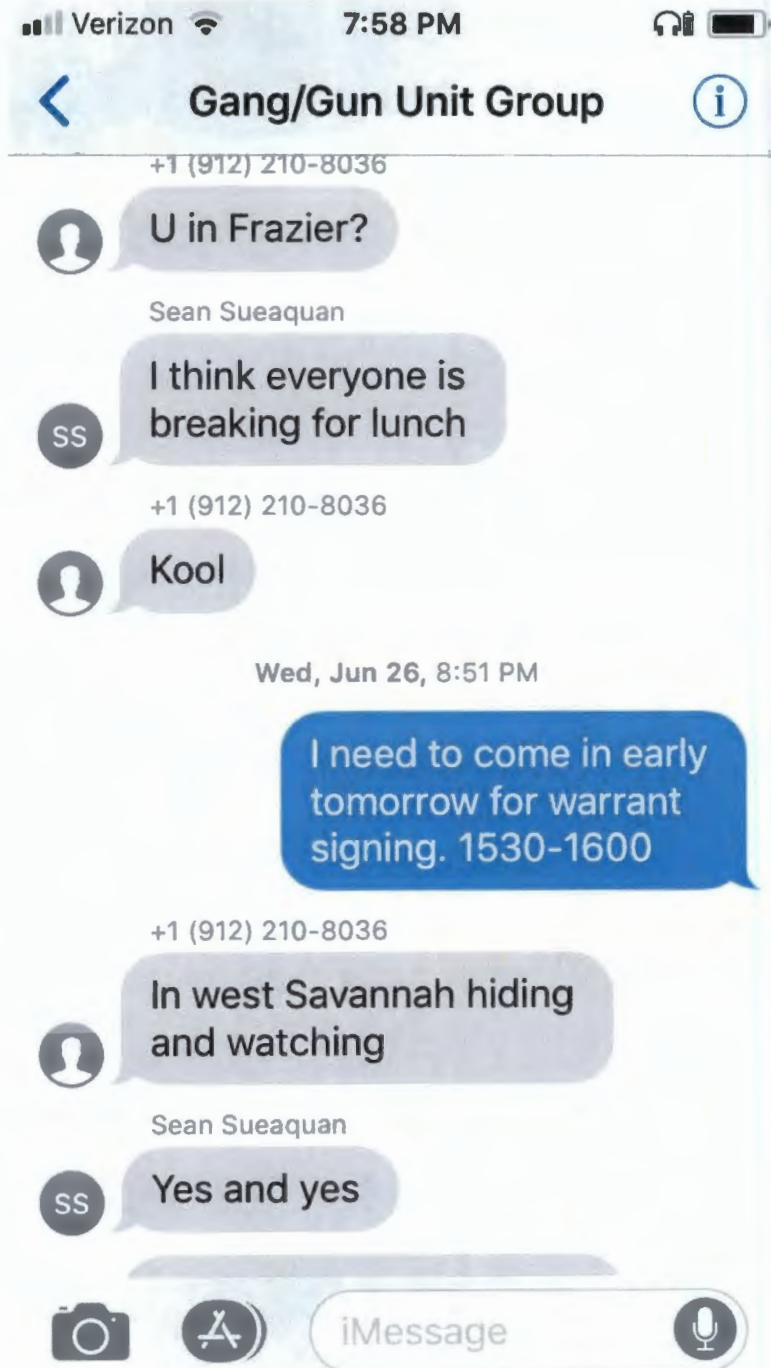 Verizon 7:58 PM
Gang/Gun Unit Group
+1 (912) 210-8036
U in Frazier?
Sean Sueaquan
I think everyone is
breaking for lunch
SS
+1 (912) 210-8036
Kool
Wed, Jun 26, 8:51 PM
I need to come in early
tomorrow for warrant
signing. 1530-1600
+1 (912) 210-8036
In west Savannah hiding
and watching
Sean Sueaquan
Yes and yes
SS
iMessage